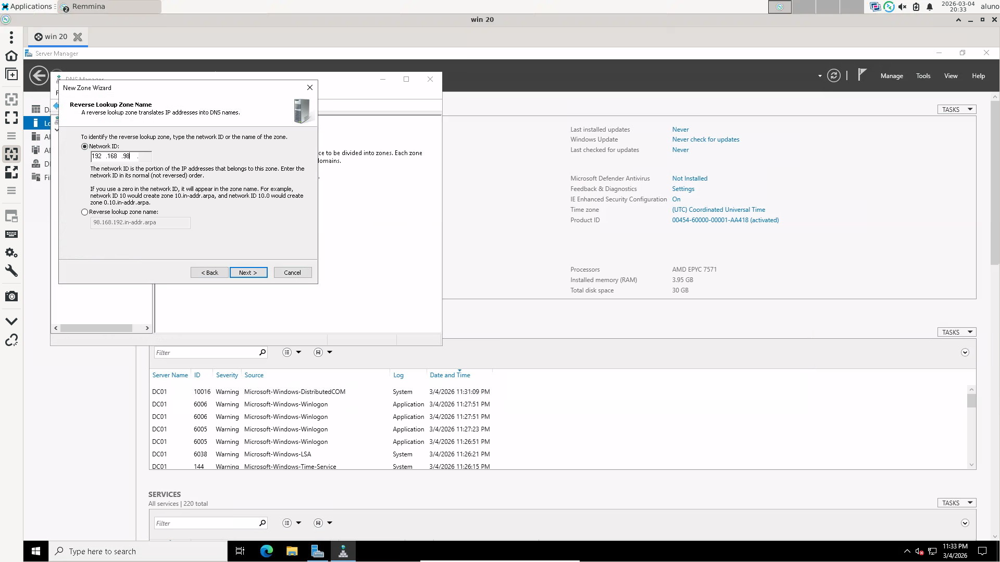 Applications
Remmina
2026-03-04
20:33
aluno
win 20
win 20
Server Manager
Manage
Tools
View
Help
New Zone Wizard
Reverse Lookup Zone Name
A reverse lookup zone translates IP addresses into DNS names.
To identify the reverse lookup zone, type the network ID or the name of the zone.
Network ID:
192 .168 .98 .
The network ID is the portion of the IP addresses that belongs to this zone. Enter the
network ID in its normal (not reversed) order.
If you use a zero in the network ID, it will appear in the zone name. For example,
network ID 10 would create zone 10.in-addr.arpa, and network ID 10.0 would create
zone 0.10.in-addr.arpa.
Reverse lookup zone name:
98.168.192.in-addr.arpa
< Back
Next >
Cancel
ce to be divided into zones. Each zone
TASKS
Last installed updates Never
Windows Update Never check for updates
Last checked for updates Never
Microsoft Defender Antivirus Not Installed
Feedback & Diagnostics Settings
IE Enhanced Security Configuration On
Time zone (UTC) Coordinated Universal Time
Product ID 00454-60000-00001-AA418 (activated)
Processors AMD EPYC 7571
Installed memory (RAM) 3.95 GB
Total disk space 30 GB
TASKS
Filter
Server Name ID Severity Source Log Date and Time
DC01 10016 Warning Microsoft-Windows-DistributedCOM System 3/4/2026 11:31:09 PM
DC01 6006 Warning Microsoft-Windows-Winlogon Application 3/4/2026 11:27:51 PM
DC01 6006 Warning Microsoft-Windows-Winlogon Application 3/4/2026 11:27:51 PM
DC01 6005 Warning Microsoft-Windows-Winlogon Application 3/4/2026 11:27:23 PM
DC01 6005 Warning Microsoft-Windows-Winlogon Application 3/4/2026 11:26:51 PM
DC01 6038 Warning Microsoft-Windows-LSA System 3/4/2026 11:26:21 PM
DC01 144 Warning Microsoft-Windows-Time-Service System 3/4/2026 11:26:15 PM
SERVICES
All services | 220 total
TASKS
Filter
Type here to search
11:33 PM
3/4/2026